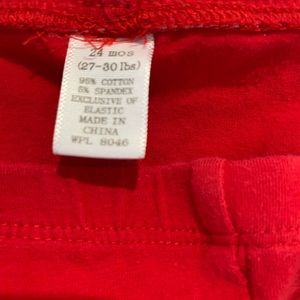 24 mos
(27-30 lbs)
95% COTTON
5% SPANDEX
EXCLUSIVE OF
ELASTIC
MADE IN
CHINA
WPL 8046